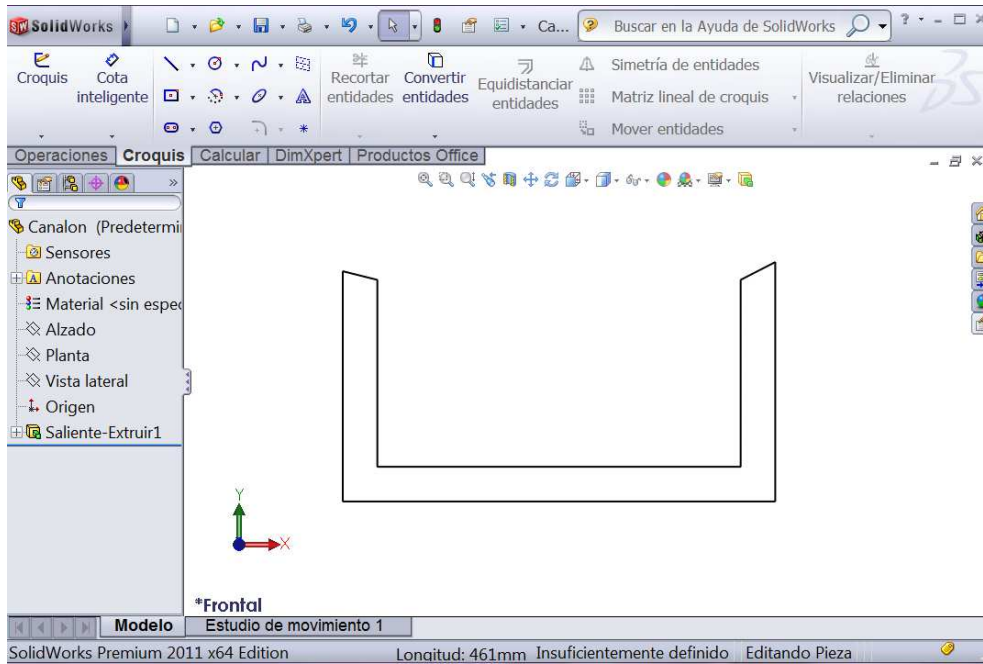 SolidWorks Ca... Buscar en la Ayuda de SolidWorks ?
Croquis Cota inteligente
Recortar entidades
Convertir entidades
Equidistanciar entidades
Simetría de entidades
Matriz lineal de croquis
Mover entidades
Visualizar/Eliminar relaciones
Operaciones Croquis Calcular DimXpert Productos Office
Canalon (Predetermi
Sensores
Anotaciones
Material <sin espec
Alzado
Planta
Vista lateral
Origen
Saliente-Extruir1
Y
X
*Frontal
Modelo Estudio de movimiento 1
SolidWorks Premium 2011 x64 Edition Longitud: 461mm Insuficientemente definido Editando Pieza